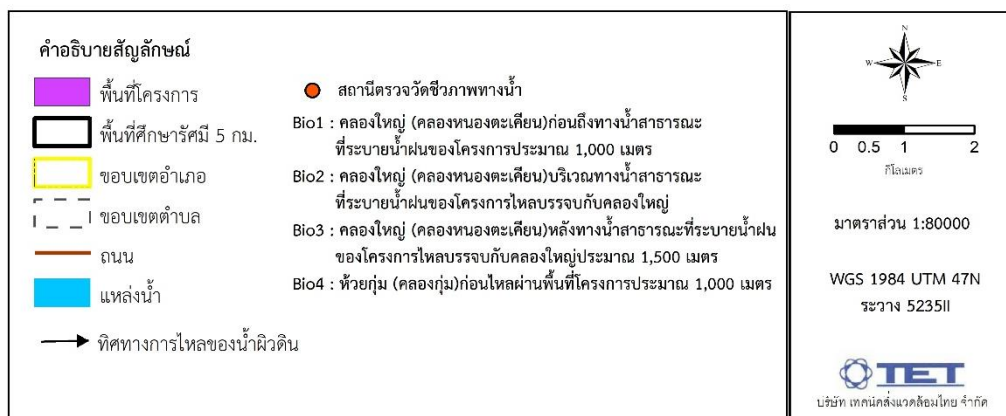 คำอธิบายสัญลักษณ์
พื้นที่โครงการ
พื้นที่ศึกษารัศมี 5 กม.
ขอบเขตอำเภอ
ขอบเขตตำบล
ถนน
แหล่งน้ำ
ทิศทางการไหลของน้ำผิวดิน
สถานีตรวจวัดชีวภาพทางน้ำ
Bio1 : คลองใหญ่ (คลองหนองตะเคียน)ก่อนถึงทางน้ำสาธารณะ
ที่ระบายน้ำฝนของโครงการประมาณ 1,000 เมตร
Bio2 : คลองใหญ่ (คลองหนองตะเคียน)บริเวณทางน้ำสาธารณะ
ที่ระบายน้ำฝนของโครงการไหลบรรจบกับคลองใหญ่
Bio3 : คลองใหญ่ (คลองหนองตะเคียน)หลังทางน้ำสาธารณะที่ระบายน้ำฝน
ของโครงการไหลบรรจบกับคลองใหญ่ประมาณ 1,500 เมตร
Bio4 : ห้วยกุ่ม (คลองกุ่ม)ก่อนไหลผ่านพื้นที่โครงการประมาณ 1,000 เมตร
N
W E
S
0 0.5 1 2
กิโลเมตร
มาตราส่วน 1:80000
WGS 1984 UTM 47N
ระวาง 5235II
TET
บริษัท เทคนิคสิ่งแวดล้อมไทย จำกัด